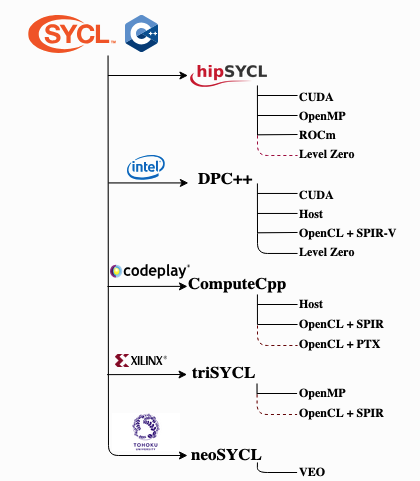 SYCL™
C++
hipSYCL
CUDA
OpenMP
ROCm
Level Zero
intel
DPC++
CUDA
Host
OpenCL + SPIR-V
Level Zero
codeplay®
ComputeCpp
Host
OpenCL + SPIR
OpenCL + PTX
XILINX®
triSYCL
OpenMP
OpenCL + SPIR
TOHOKU
UNIVERSITY
neoSYCL
VEO